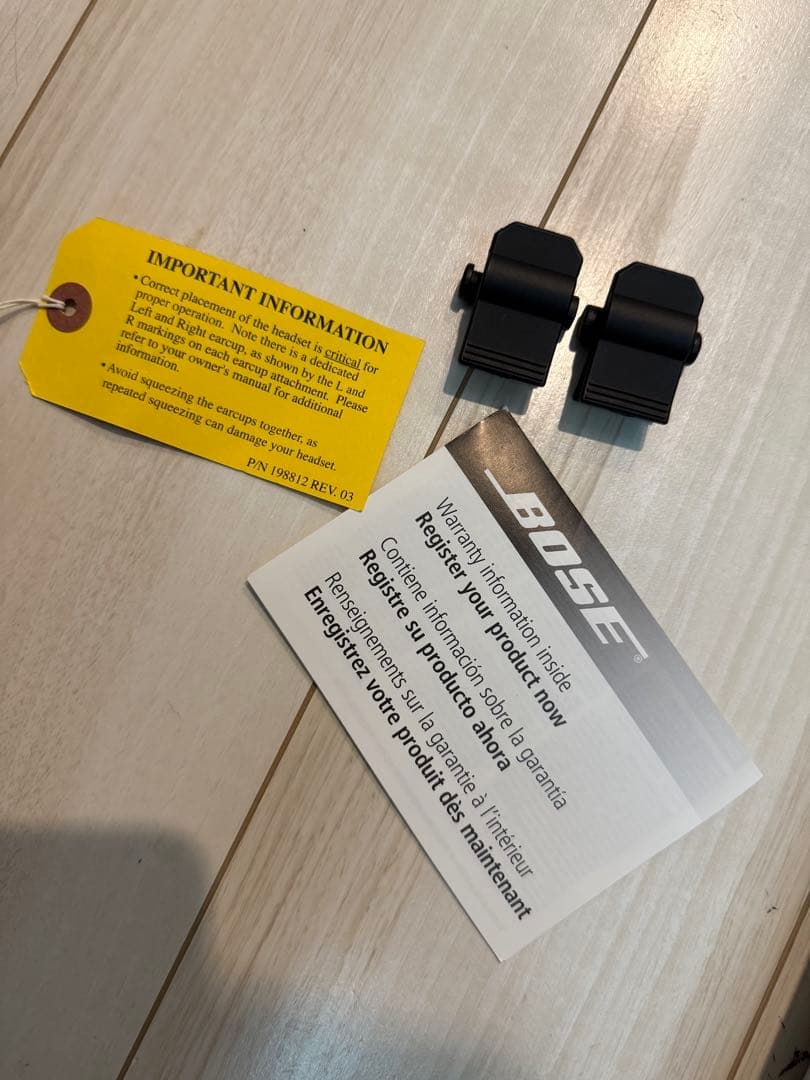 IMPORTANT INFORMATION
• Correct placement of the headset is critical for
proper operation. Note there is a dedicated
Left and Right earcup, as shown by the L and
R markings on each earcup attachment. Please
refer to your owner's manual for additional
information.
• Avoid squeezing the earcups together, as
repeated squeezing can damage your headset.
P/N 198812 REV. 03
BOSE®
Warranty information inside
Register your product now
Contiene información sobre la garantía
Registre su producto ahora
Renseignements sur la garantie à l'intérieur
Enregistrez votre produit dès maintenant